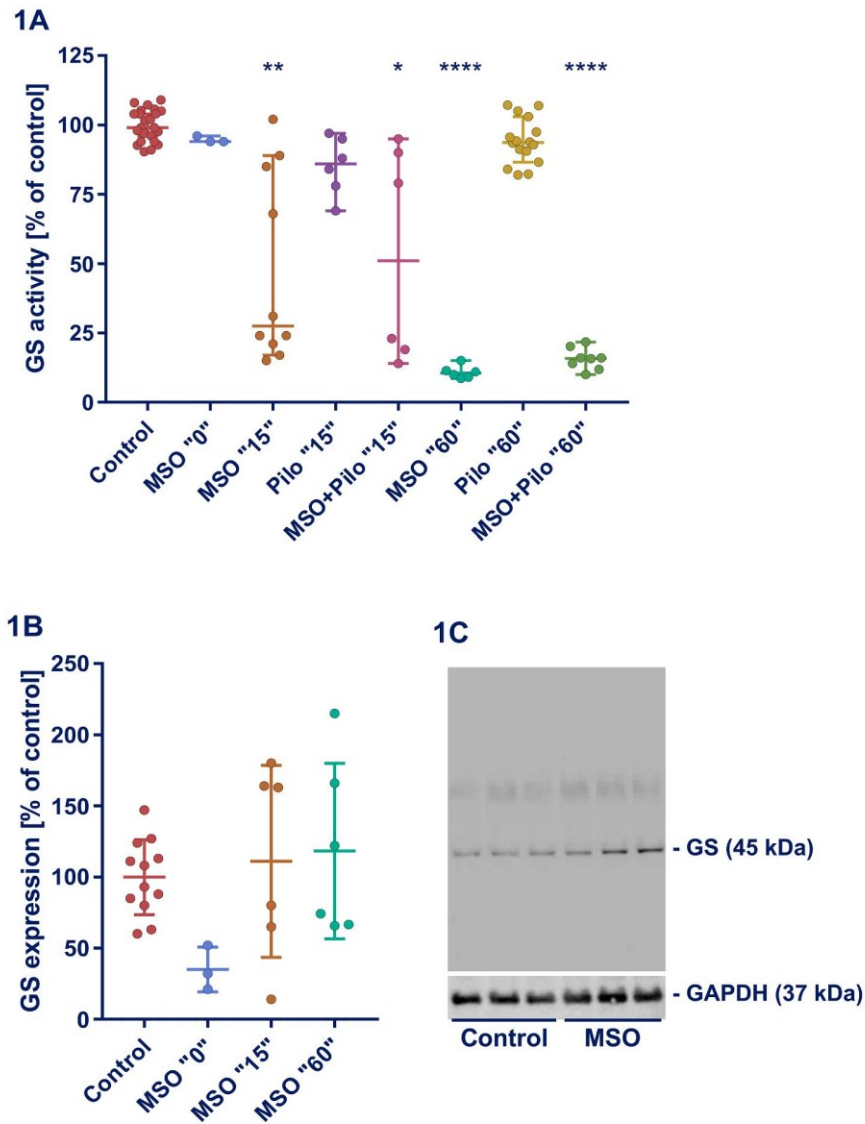 1A
GS activity [% of control]
125
100
75
50
25
0
**
*
****
****
Control
MSO "0"
MSO "15"
Pilo "15"
MSO+Pilo "15"
MSO "60"
Pilo "60"
MSO+Pilo "60"
1B
GS expression [% of control]
250
200
150
100
50
0
Control
MSO "0"
MSO "15"
MSO "60"
1C
- GS (45 kDa)
- GAPDH (37 kDa)
Control
MSO